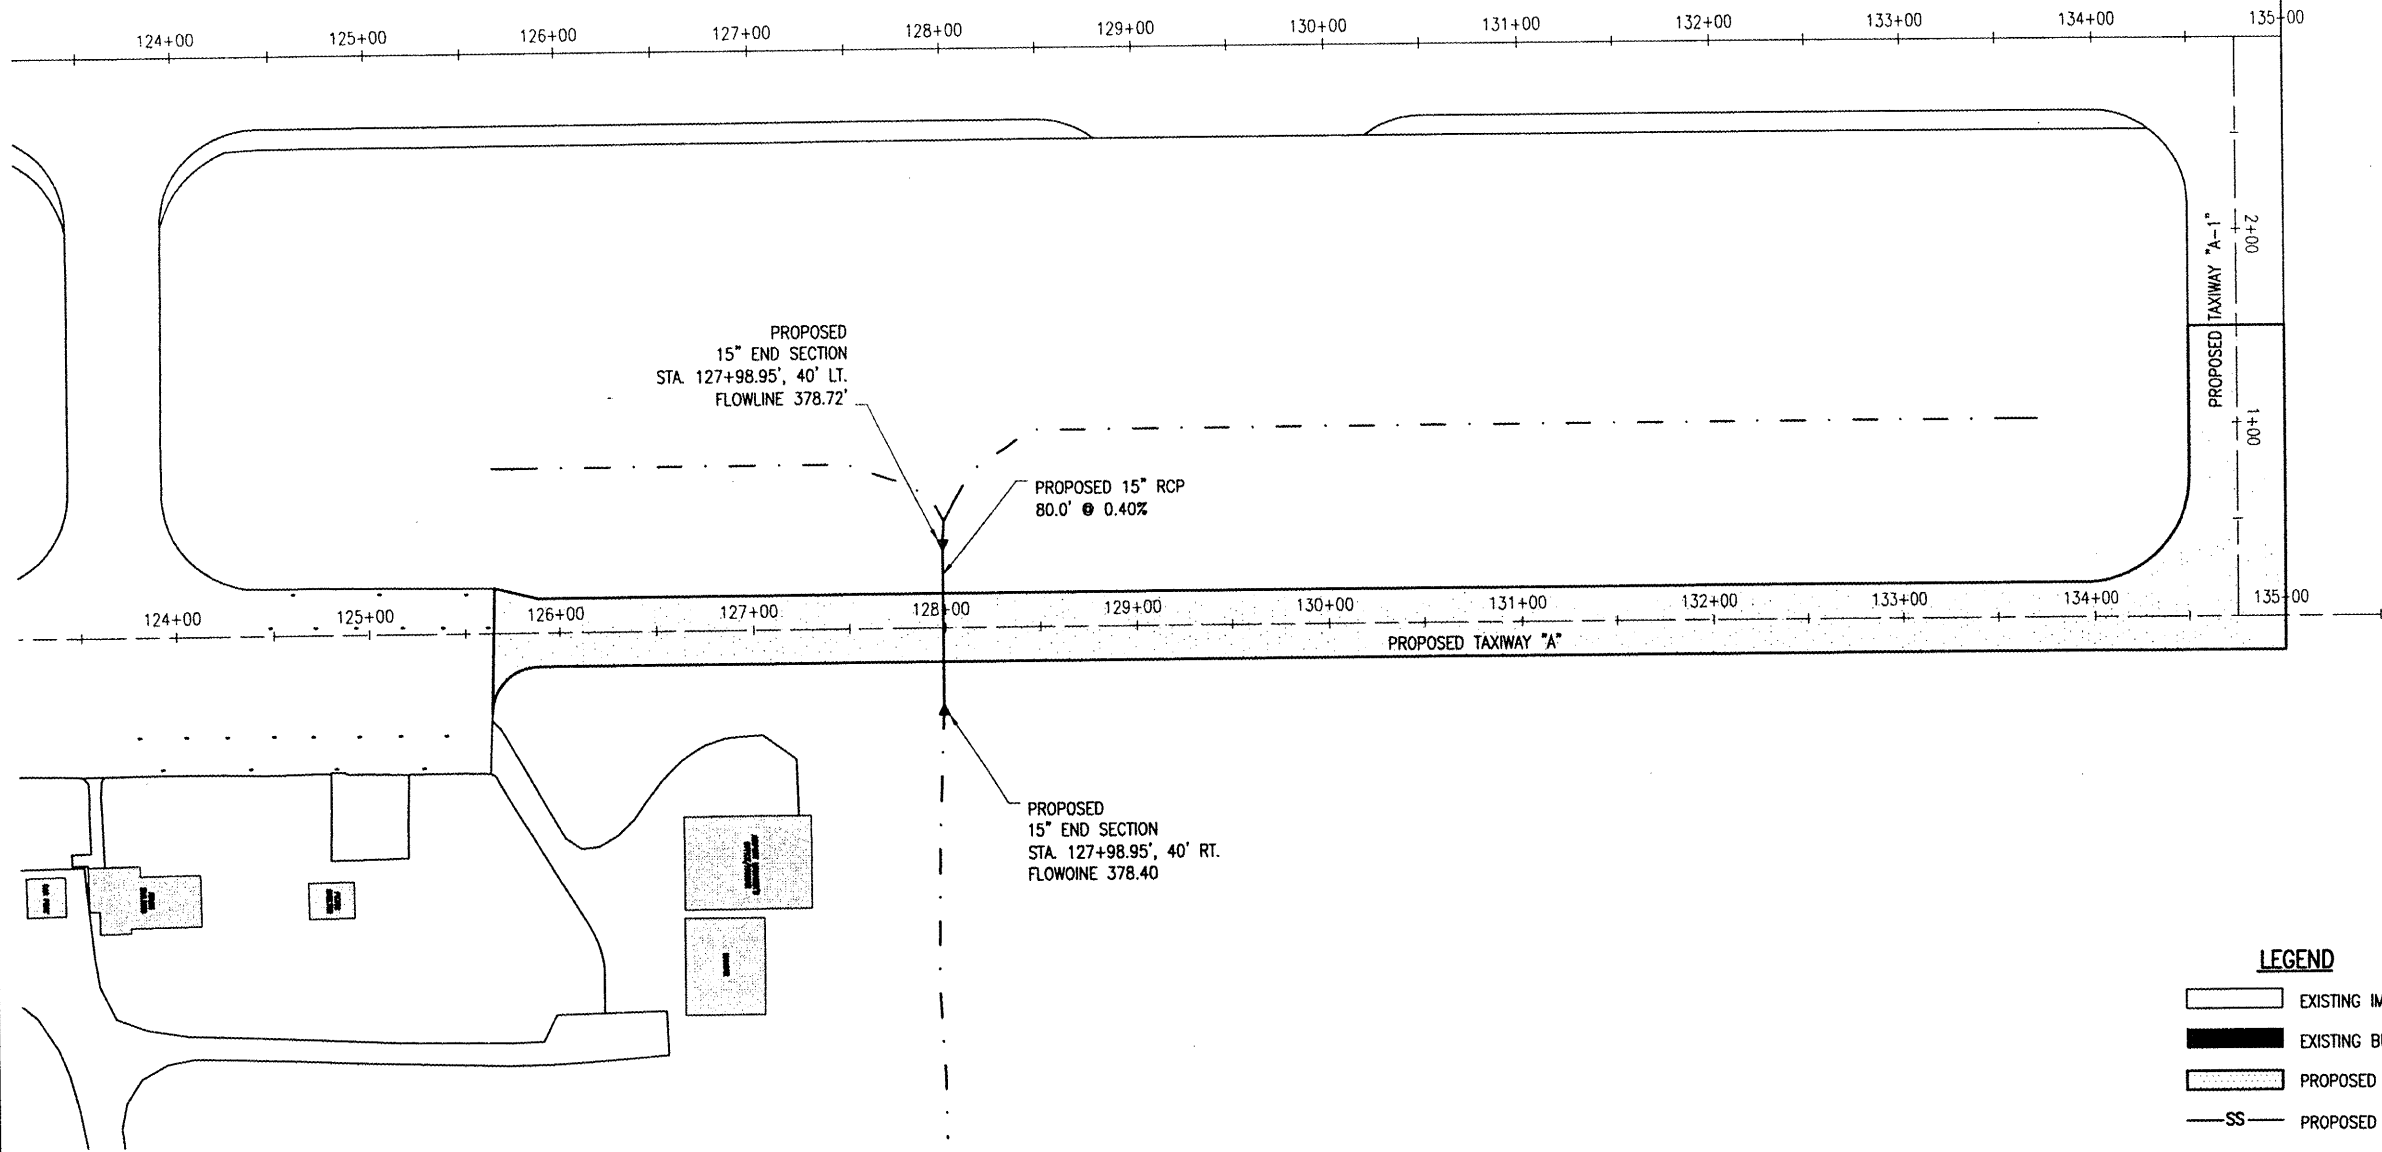 124+00 125+00 126+00 127+00 128+00 129+00 130+00 131+00 132+00 133+00 134+00 135+00
PROPOSED
15" END SECTION
STA. 127+98.95', 40' LT.
FLOWLINE 378.72'
PROPOSED 15" RCP
80.0' @ 0.40%
PROPOSED TAXIWAY "A-1"
2+00
1+00
124+00 125+00 126+00 127+00 128+00 129+00 130+00 131+00 132+00 133+00 134+00 135+00
PROPOSED TAXIWAY "A"
PROPOSED
15" END SECTION
STA. 127+98.95', 40' RT.
FLOWOINE 378.40
LEGEND
EXISTING
EXISTING
PROPOSED
SS PROPOSED